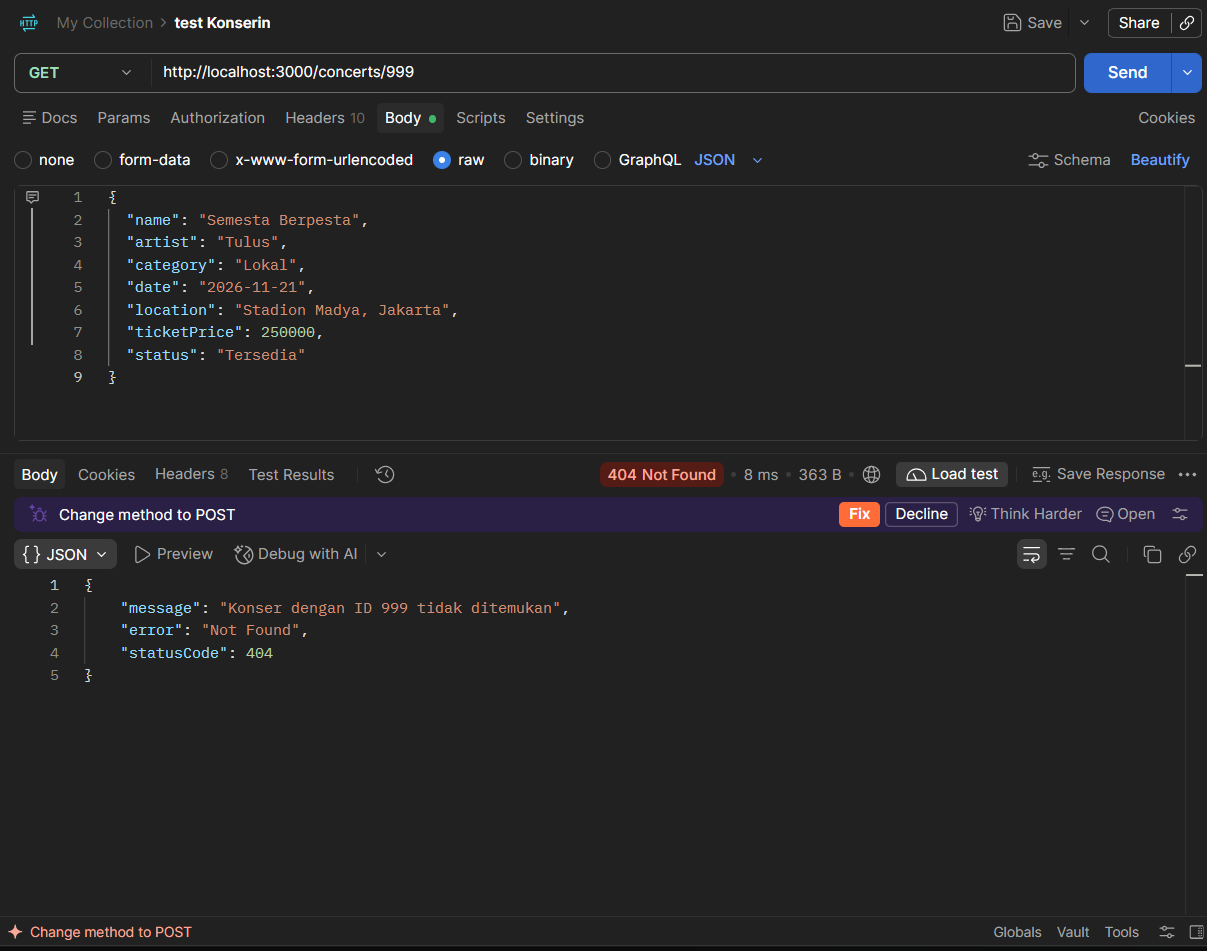 HTTP My Collection > test Konserin Save Share
GET http://localhost:3000/concerts/999 Send
Docs Params Authorization Headers 10 Body Scripts Settings Cookies
none form-data x-www-form-urlencoded raw binary GraphQL JSON Schema Beautify
1 {
2 "name": "Semesta Berpesta",
3 "artist": "Tulus",
4 "category": "Lokal",
5 "date": "2026-11-21",
6 "location": "Stadion Madya, Jakarta",
7 "ticketPrice": 250000,
8 "status": "Tersedia"
9 }
Body Cookies Headers 8 Test Results 404 Not Found • 8 ms • 363 B • Load test e.g. Save Response
Change method to POST Fix Decline Think Harder Open
{} JSON Preview Debug with AI
1 {
2 "message": "Konser dengan ID 999 tidak ditemukan",
3 "error": "Not Found",
4 "statusCode": 404
5 }
Change method to POST Globals Vault Tools